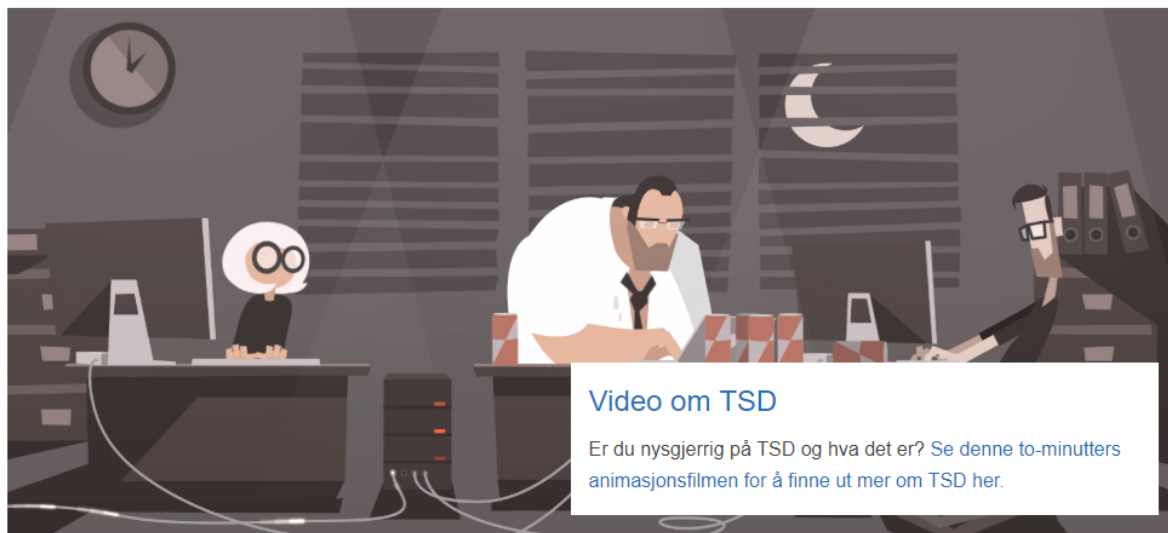 Video om TSD
Er du nysgjerrig på TSD og hva det er? Se denne to-minutters
animasjonsfilmen for å finne ut mer om TSD her.